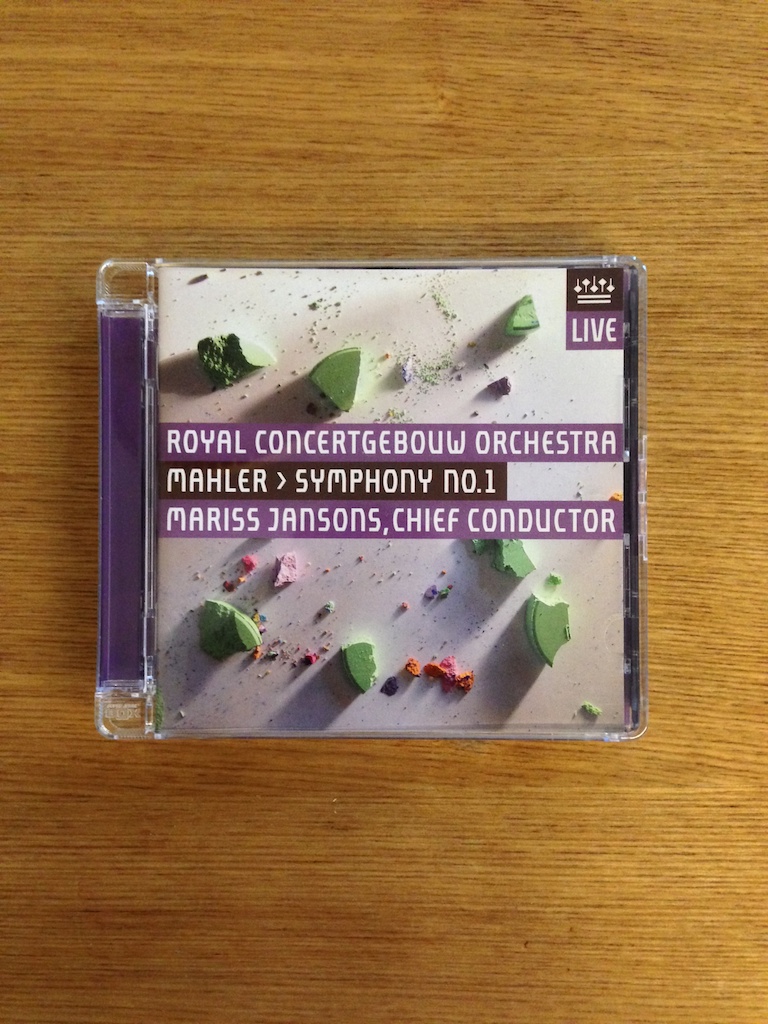 LIVE
ROYAL CONCERTGEBOUW ORCHESTRA
MAHLER > SYMPHONY NO.1
MARISS JANSONS, CHIEF CONDUCTOR